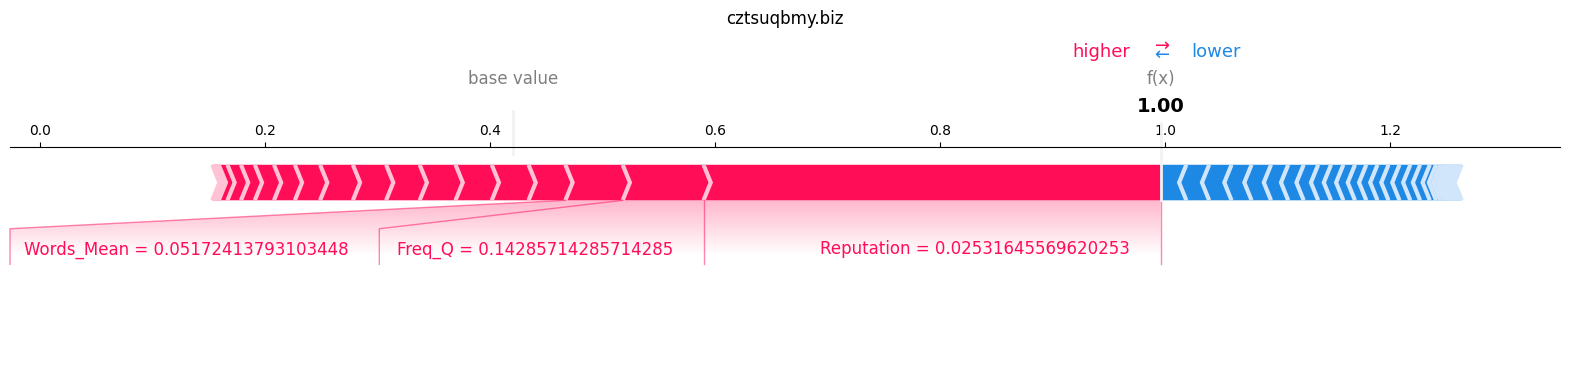 cztsuqbmy.biz
higher ⇄ lower
base value f(x)
1.00
0.0 0.2 0.4 0.6 0.8 1.0 1.2
Words_Mean = 0.05172413793103448 Freq_Q = 0.14285714285714285 Reputation = 0.02531645569620253